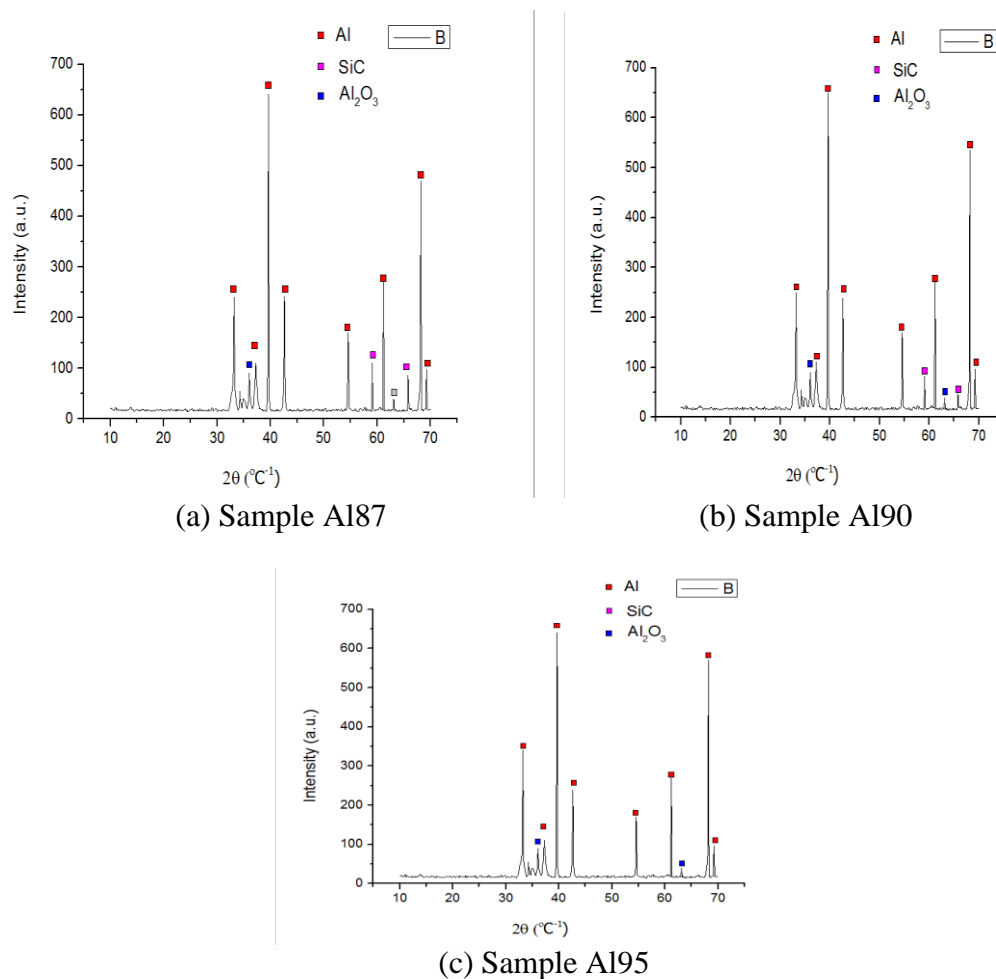 Al
B
SiC
Al₂O₃
700
600
500
400
300
200
100
0
Intensity (a.u.)
10 20 30 40 50 60 70
2θ (°C⁻¹)
(a) Sample Al87
Al
B
SiC
Al₂O₃
700
600
500
400
300
200
100
0
Intensity (a.u.)
10 20 30 40 50 60 70
2θ (°C⁻¹)
(b) Sample Al90
Al
B
SiC
Al₂O₃
700
600
500
400
300
200
100
0
Intensity (a.u.)
10 20 30 40 50 60 70
2θ (°C⁻¹)
(c) Sample Al95